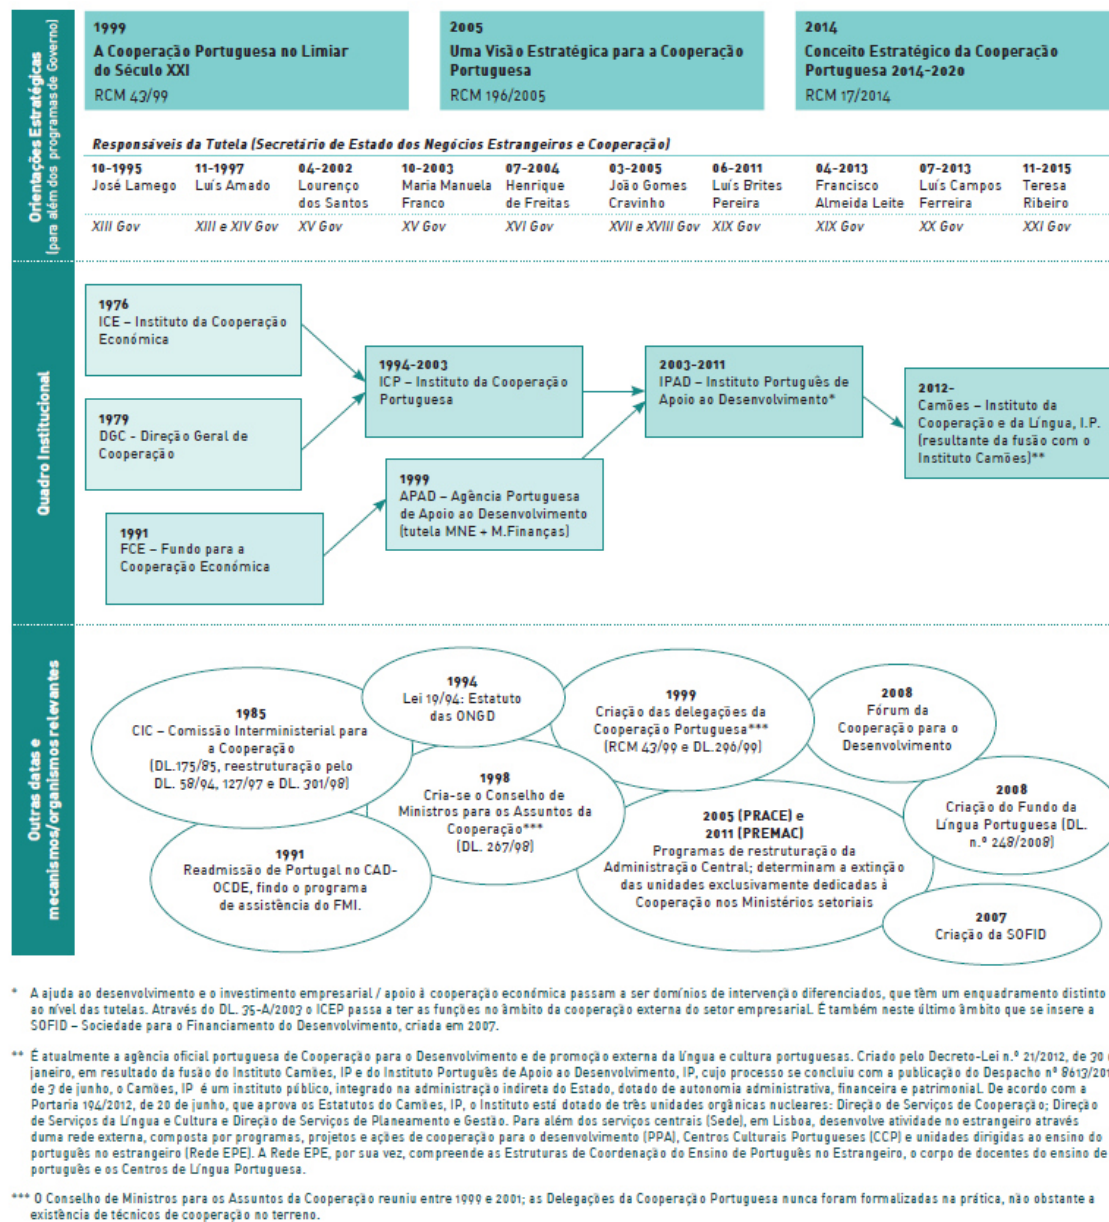 Orientações Estratégicas
(para além dos programas de Governo)
1999
A Cooperação Portuguesa no Limiar
do Século XXI
RCM 43/99
2005
Uma Visão Estratégica para a Cooperação
Portuguesa
RCM 196/2005
2014
Conceito Estratégico da Cooperação
Portuguesa 2014-2020
RCM 17/2014
Responsáveis da Tutela (Secretário de Estado dos Negócios Estrangeiros e Cooperação)
10-1995
José Lamego
XIII Gov
11-1997
Luís Amado
XIII e XIV Gov
04-2002
Lourenço
dos Santos
XV Gov
10-2003
Maria Manuela
Franco
XV Gov
07-2004
Henrique
de Freitas
XVI Gov
03-2005
João Gomes
Cravinho
XVII e XVIII Gov
06-2011
Luís Brites
Pereira
XIX Gov
04-2013
Francisco
Almeida Leite
XIX Gov
07-2013
Luís Campos
Ferreira
XX Gov
11-2015
Teresa
Ribeiro
XXI Gov
Quadro Institucional
1976
ICE – Instituto da Cooperação
Económica
1979
DGC - Direção Geral de
Cooperação
1991
FCE – Fundo para a
Cooperação Económica
1994-2003
ICP – Instituto da Cooperação
Portuguesa
1999
APAD – Agência Portuguesa
de Apoio ao Desenvolvimento
(tutela MNE + M.Finanças)
2003-2011
IPAD – Instituto Português de
Apoio ao Desenvolvimento*
2012-
Camões – Instituto da
Cooperação e da Língua, I.P.
(resultante da fusão com o
Instituto Camões)**
Outras datas e
mecanismos/organismos relevantes
1985
CIC – Comissão Interministerial para
a Cooperação
(DL.175/85, reestruturação pelo
DL. 58/94, 127/97 e DL. 301/98)
1994
Lei 19/94: Estatuto
das ONGD
1999
Criação das delegações da
Cooperação Portuguesa***
(RCM 43/99 e DL.296/99)
2008
Fórum da
Cooperação para o
Desenvolvimento
1998
Cria-se o Conselho de
Ministros para os Assuntos da
Cooperação***
(DL. 267/98)
2008
Criação do Fundo da
Língua Portuguesa (DL.
n.º 248/2008)
2005 (PRACE) e
2011 (PREMAC)
Programas de restruturação da
Administração Central; determinam a extinção
das unidades exclusivamente dedicadas à
Cooperação nos Ministérios setoriais
1991
Readmissão de Portugal no CAD-
OCDE, findo o programa
de assistência do FMI.
2007
Criação da SOFID
* A ajuda ao desenvolvimento e o investimento empresarial / apoio à cooperação económica passam a ser domínios de intervenção diferenciados, que têm um enquadramento distinto
ao nível das tutelas. Através do DL. 35-A/2003 o ICEP passa a ter as funções no âmbito da cooperação externa do setor empresarial. É também neste último âmbito que se insere a
SOFID – Sociedade para o Financiamento do Desenvolvimento, criada em 2007.
** É atualmente a agência oficial portuguesa de Cooperação para o Desenvolvimento e de promoção externa da língua e cultura portuguesas. Criado pelo Decreto-Lei n.º 21/2012, de 30
janeiro, em resultado da fusão do Instituto Camões, IP e do Instituto Português de Apoio ao Desenvolvimento, IP, cujo processo se concluiu com a publicação do Despacho nº 8613/201
de 3 de junho, o Camões, IP é um instituto público, integrado na administração indireta do Estado, dotado de autonomia administrativa, financeira e patrimonial. De acordo com a
Portaria 194/2012, de 20 de junho, que aprova os Estatutos do Camões, IP, o Instituto está dotado de três unidades orgânicas nucleares: Direção de Serviços de Cooperação; Direção
de Serviços da Língua e Cultura e Direção de Serviços de Planeamento e Gestão. Para além dos serviços centrais (Sede), em Lisboa, desenvolve atividade no estrangeiro através
duma rede externa, composta por programas, projetos e ações de cooperação para o desenvolvimento (PPA), Centros Culturais Portugueses (CCP) e unidades dirigidas ao ensino do
português no estrangeiro (Rede EPE). A Rede EPE, por sua vez, compreende as Estruturas de Coordenação do Ensino de Português no Estrangeiro, o corpo de docentes do ensino de
português e os Centros de Língua Portuguesa.
*** O Conselho de Ministros para os Assuntos da Cooperação reuniu entre 1999 e 2001; as Delegações da Cooperação Portuguesa nunca foram formalizadas na prática, não obstante a
existência de técnicos de cooperação no terreno.